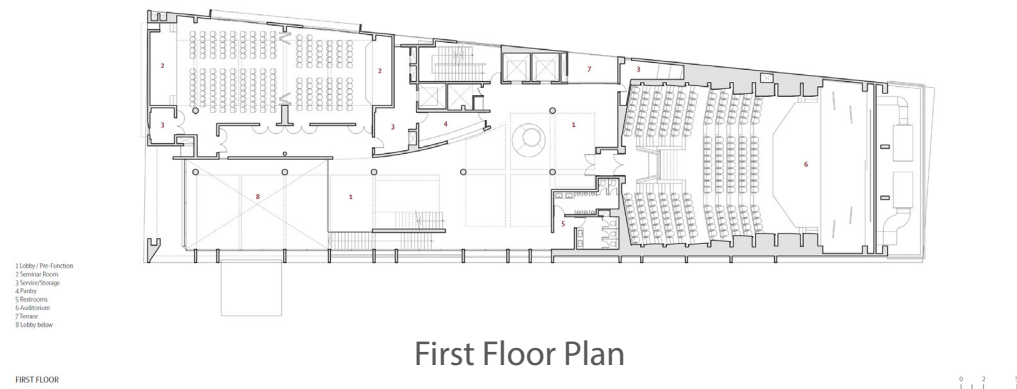 2
2
7
3
3
3
4
1
6
8
1
5
1 Lobby / Pre-Function
2 Seminar Room
3 Service/Storage
4 Pantry
5 Restrooms
6 Auditorium
7 Terrace
8 Lobby below
First Floor Plan
FIRST FLOOR
0 2